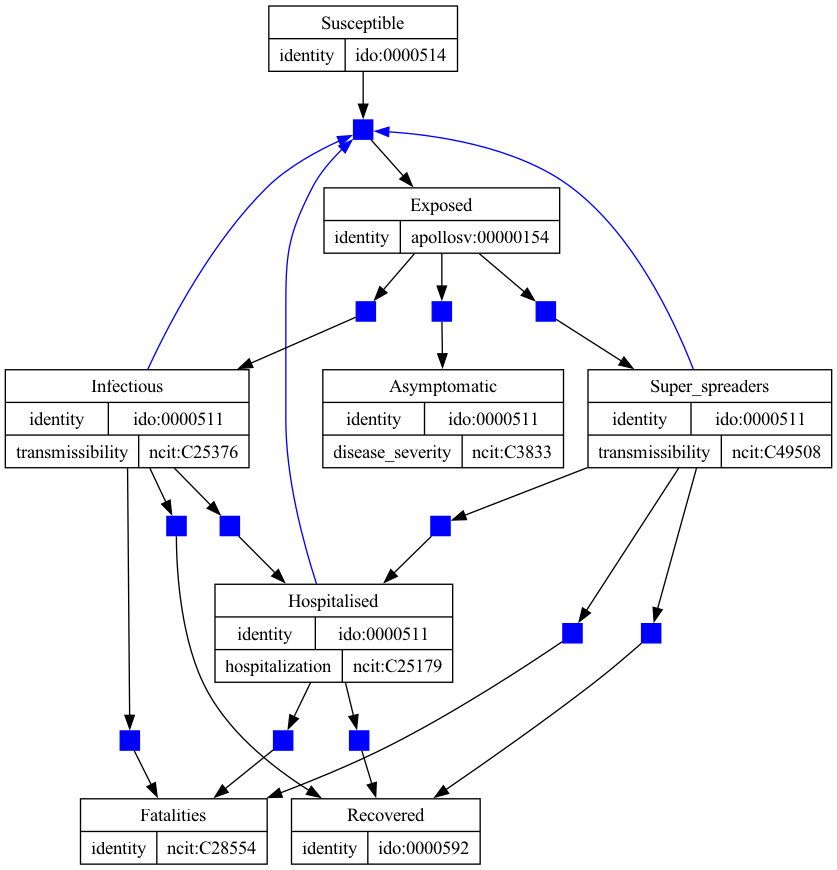 Susceptible
identity ido:0000514
Exposed
identity apollosv:00000154
Infectious
identity ido:0000511
transmissibility ncit:C25376
Asymptomatic
identity ido:0000511
disease_severity ncit:C3833
Super_spreaders
identity ido:0000511
transmissibility ncit:C49508
Hospitalised
identity ido:0000511
hospitalization ncit:C25179
Fatalities
identity ncit:C28554
Recovered
identity ido:0000592